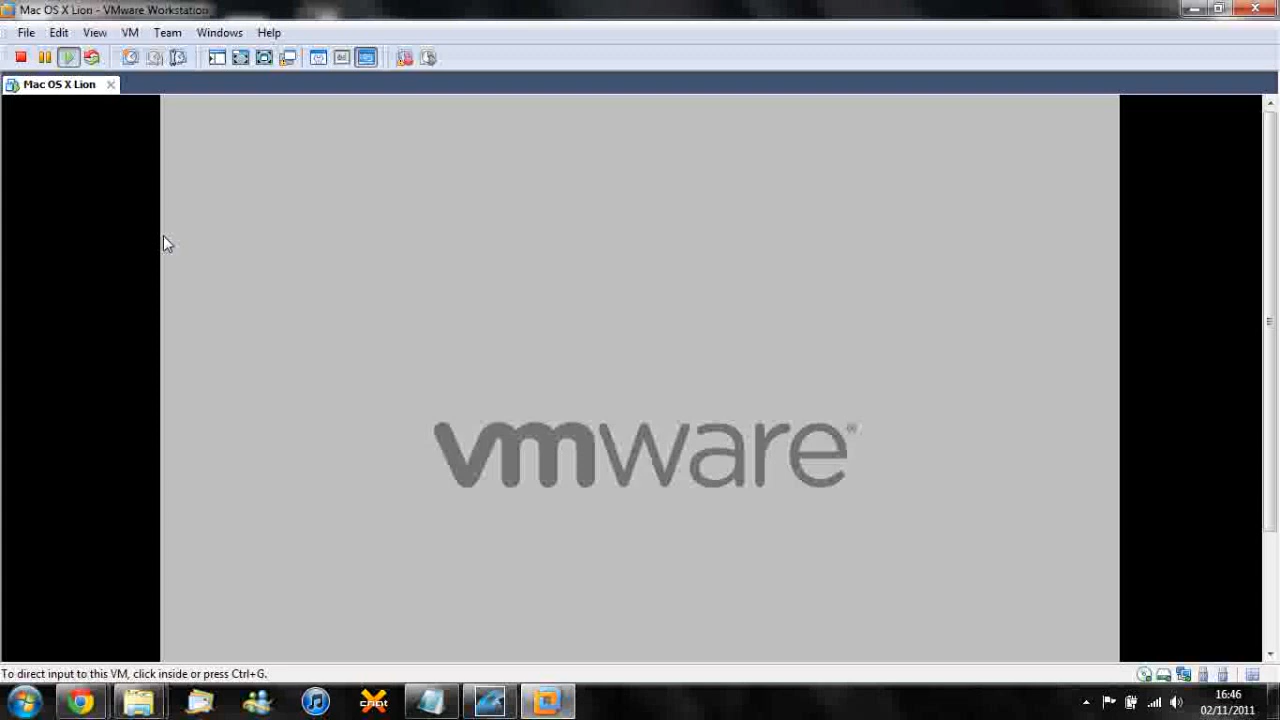 Mac OS X Lion - VMware Workstation
File Edit View VM Team Windows Help
Mac OS X Lion
vmware®
To direct input to this VM, click inside or press Ctrl+G.
chat
16:46
02/11/2011